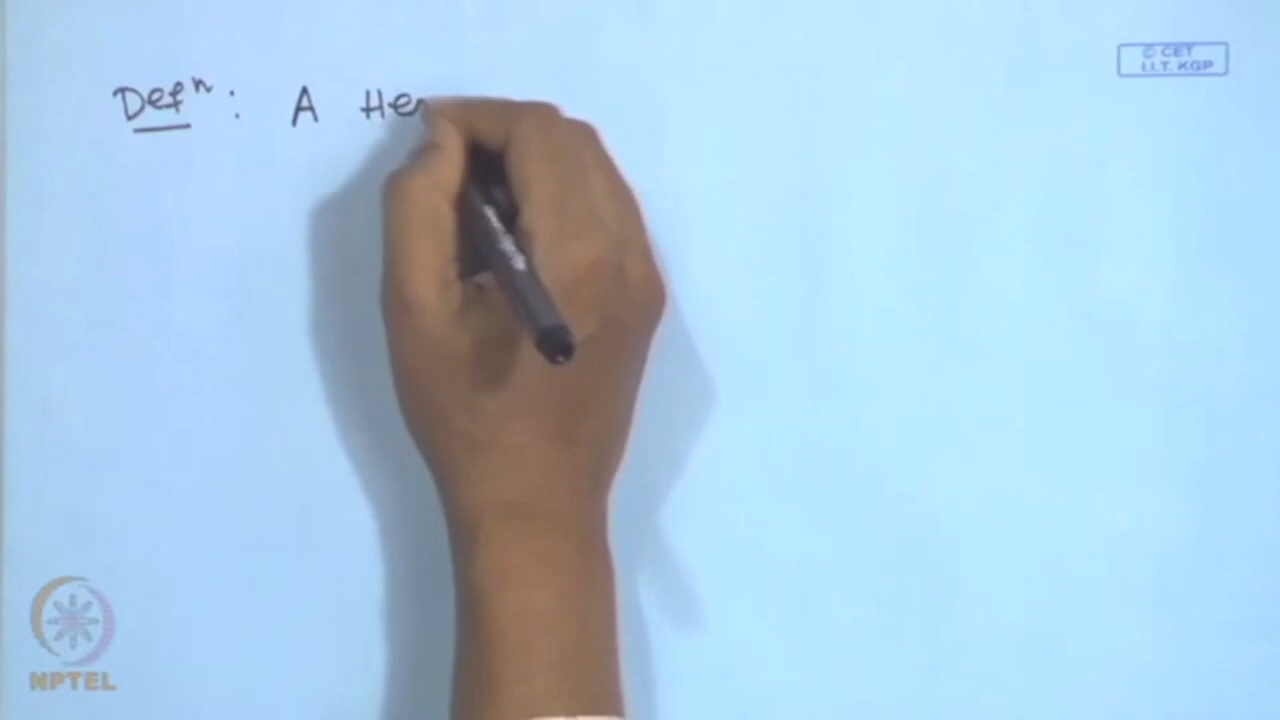 Defⁿ: A He
© CET
I.I.T. KGP
NPTEL